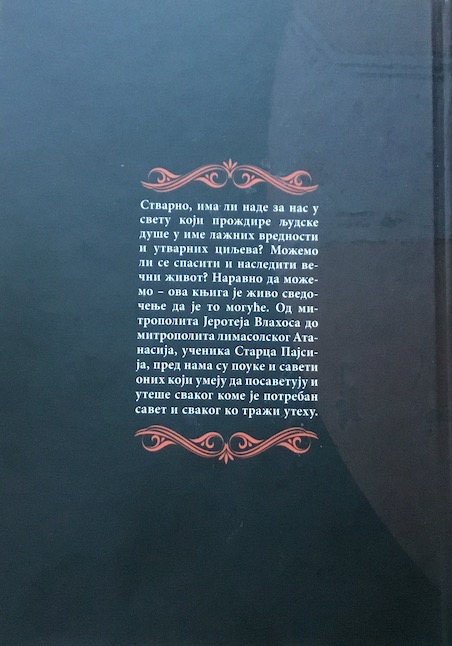 Стварно, има ли наде за нас у
свету који прождире људске
душе у име лажних вредности
и утварних циљева? Можемо
ли се спасити и наследити ве-
чни живот? Наравно да може-
мо – ова књига је живо сведо-
чење да је то могуће. Од ми-
трополита Јеротеја Влахоса до
митрополита лимасолског Ата-
насија, ученика Старца Пајси-
ја, пред нама су поуке и савети
оних који умеју да посаветују и
утеше сваког коме је потребан
савет и сваког ко тражи утеху.